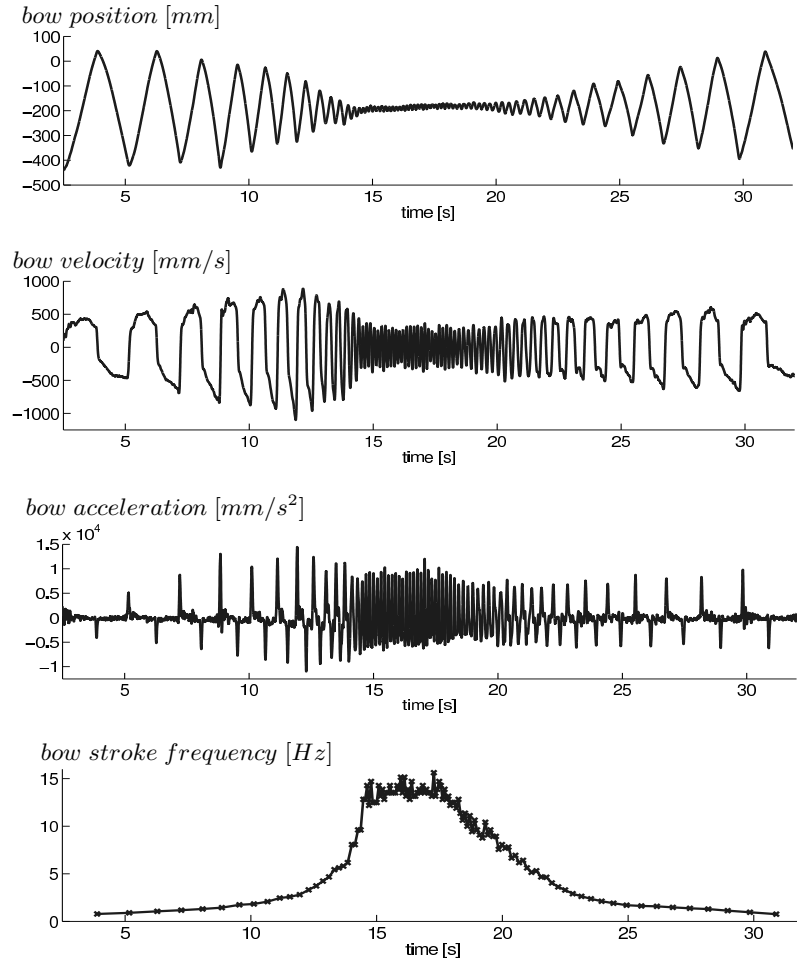 bow position [mm]
100
0
−100
−200
−300
−400
−500
5 10 15 20 25 30
time [s]
bow velocity [mm/s]
1000
500
0
−500
−1000
5 10 15 20 25 30
time [s]
bow acceleration [mm/s²]
x 10⁴
1.5
1
0.5
0
−0.5
−1
5 10 15 20 25 30
time [s]
bow stroke frequency [Hz]
15
10
5
0
5 10 15 20 25 30
time [s]